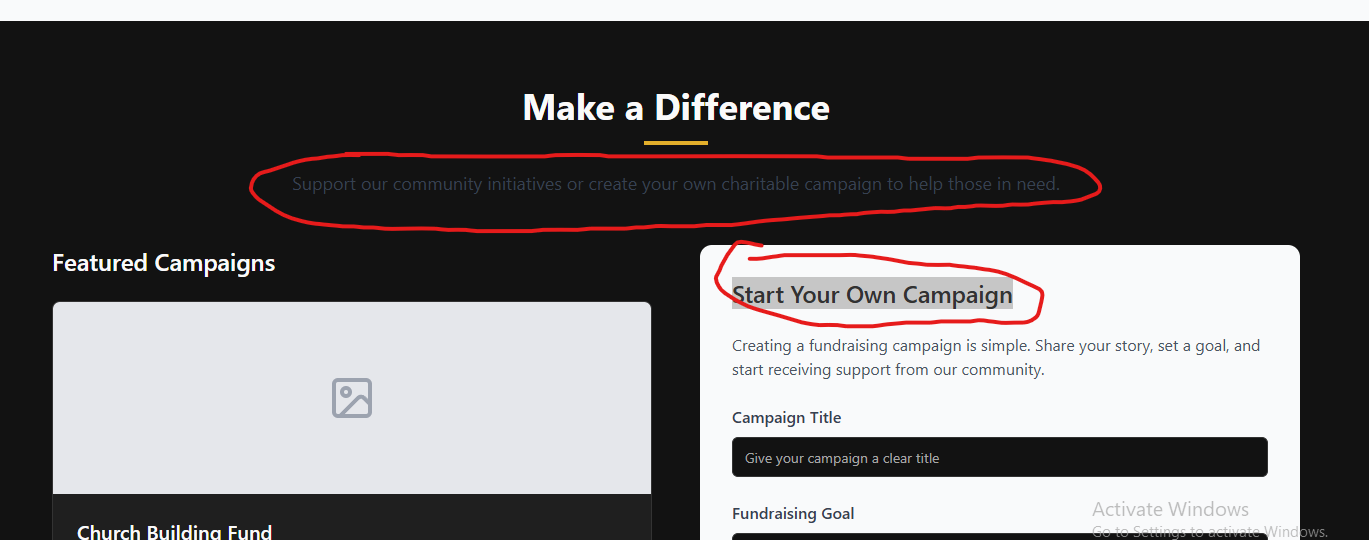 Make a Difference
Support our community initiatives or create your own charitable campaign to help those in need.
Featured Campaigns
Church Building Fund
Start Your Own Campaign
Creating a fundraising campaign is simple. Share your story, set a goal, and
start receiving support from our community.
Campaign Title
Give your campaign a clear title
Fundraising Goal
Activate Windows
Go to Settings to activate Windows.